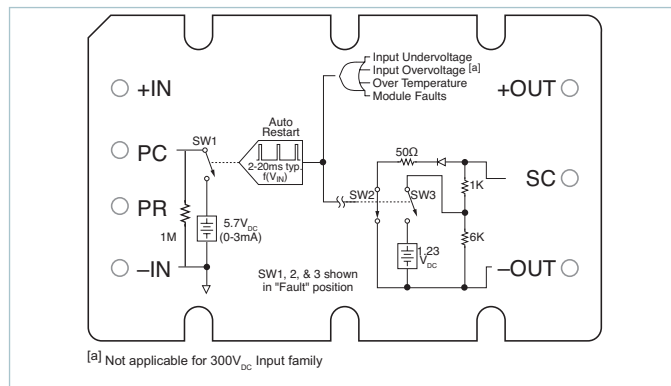 Input Undervoltage
Input Overvoltage [a]
Over Temperature
Module Faults
+IN
+OUT
Auto
Restart
PC
SW1
2-20ms typ.
f(VIN)
50Ω
SC
1K
PR
SW2
SW3
1M
5.7VDC
(0-3mA)
6K
1.23
VDC
–IN
SW1, 2, & 3 shown
in "Fault" position
–OUT
[a] Not applicable for 300VDC Input family